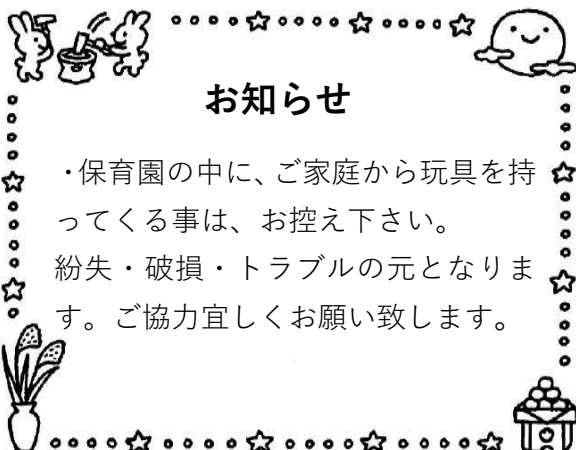 お知らせ
・保育園の中に、ご家庭から玩具を持
ってくる事は、お控え下さい。
紛失・破損・トラブルの元となりま
す。ご協力宜しくお願い致します。